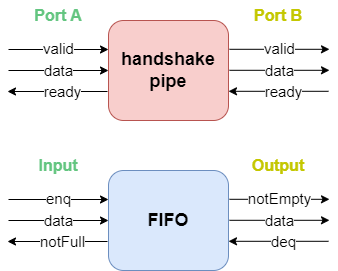 Port A
Port B
valid
data
ready
handshake
pipe
valid
data
ready
Input
Output
enq
data
notFull
FIFO
notEmpty
data
deq